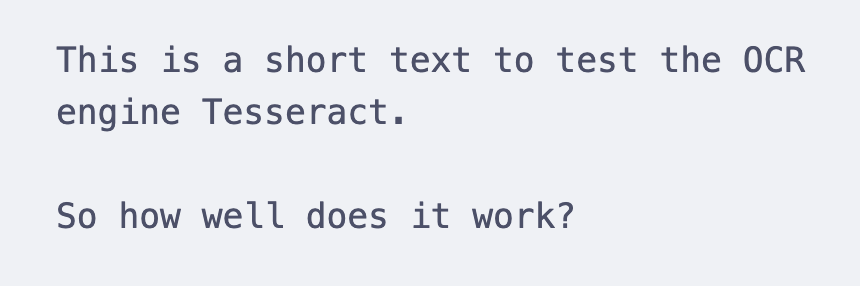 This is a short text to test the OCR
engine Tesseract.
So how well does it work?